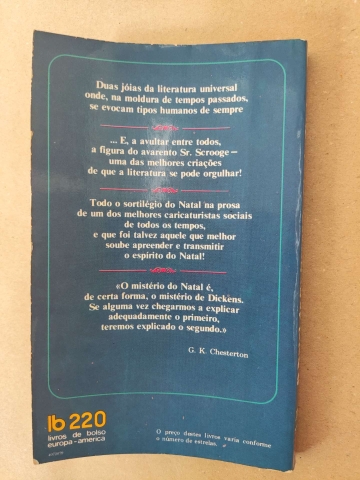 Duas jóias da literatura universal
onde, na moldura de tempos passados,
se evocam tipos humanos de sempre
... E, a avultar entre todos,
a figura do avarento Sr. Scrooge —
uma das melhores criações
de que a literatura se pode orgulhar!
Todo o sortilégio do Natal na prosa
de um dos melhores caricaturistas sociais
de todos os tempos,
e que foi talvez aquele que melhor
soube apreender e transmitir
o espírito do Natal!
«O mistério do Natal é,
de certa forma, o mistério de Dickens.
Se alguma vez chegarmos a explicar
adequadamente o primeiro,
teremos explicado o segundo.»
G. K. Chesterton
lb 220
livros de bolso
europa-america
O preço destes livros varia conforme
o número de estrelas.